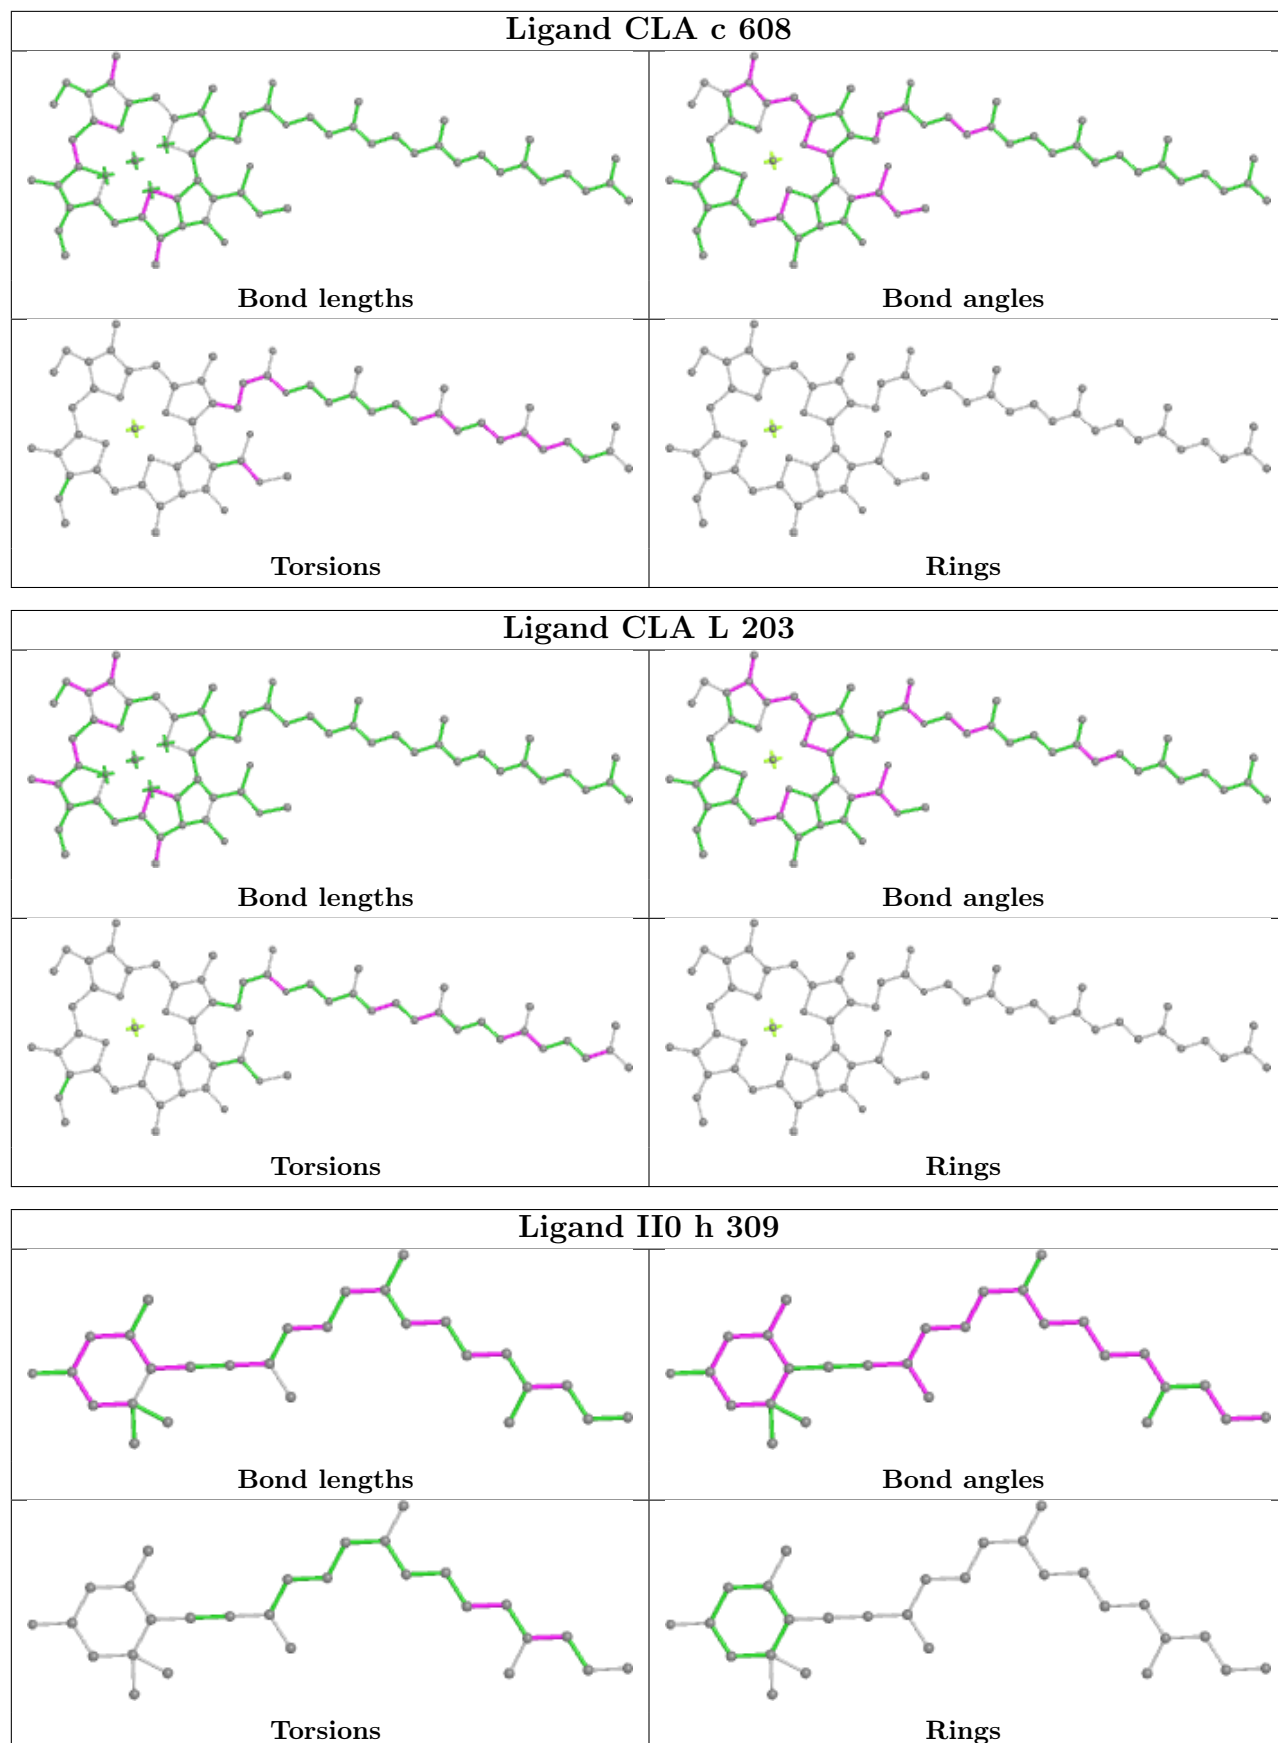 Ligand CLA c 608
Bond lengths
Bond angles
Torsions
Rings
Ligand CLA L 203
Bond lengths
Bond angles
Torsions
Rings
Ligand II0 h 309
Bond lengths
Bond angles
Torsions
Rings